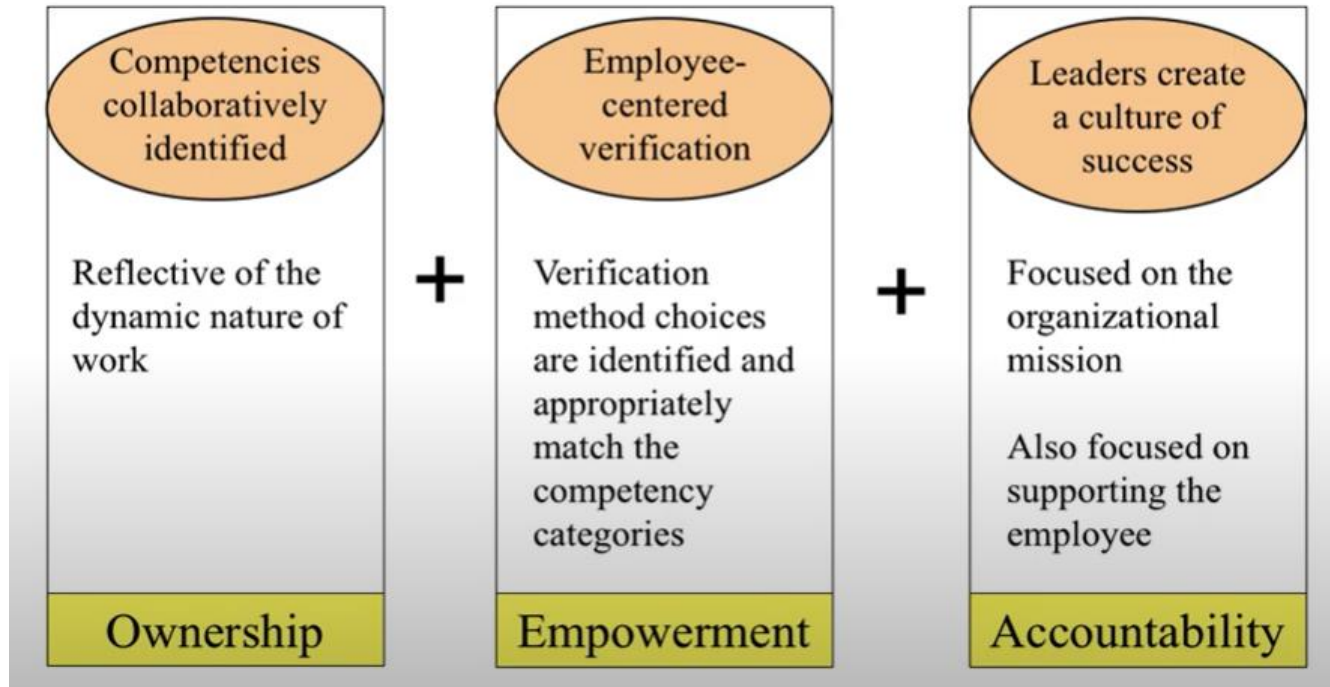 Competencies
collaboratively
identified
Reflective of the
dynamic nature of
work
Ownership
+
Employee-
centered
verification
Verification
method choices
are identified and
appropriately
match the
competency
categories
Empowerment
+
Leaders create
a culture of
success
Focused on the
organizational
mission
Also focused on
supporting the
employee
Accountability